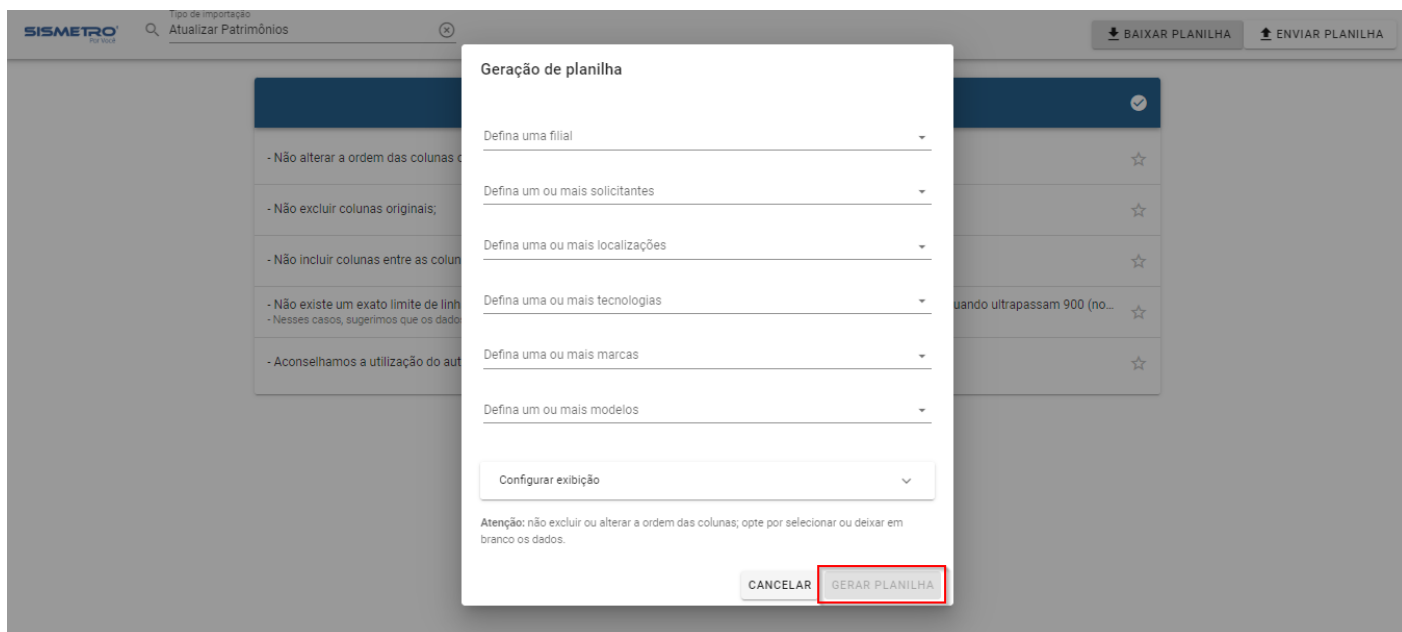 Tipo de importação
SISMETRO
Por Você
Atualizar Patrimônios
BAIXAR PLANILHA
ENVIAR PLANILHA
Geração de planilha
Defina uma filial
- Não alterar a ordem das colunas
Defina um ou mais solicitantes
- Não excluir colunas originais;
Defina uma ou mais localizações
- Não incluir colunas entre as colun
Defina uma ou mais tecnologias
- Não existe um exato limite de linh
uando ultrapassam 900 (no...
- Nesses casos, sugerimos que os dado
Defina uma ou mais marcas
- Aconselhamos a utilização do aut
Defina um ou mais modelos
Configurar exibição
Atenção: não excluir ou alterar a ordem das colunas; opte por selecionar ou deixar em
branco os dados.
CANCELAR
GERAR PLANILHA